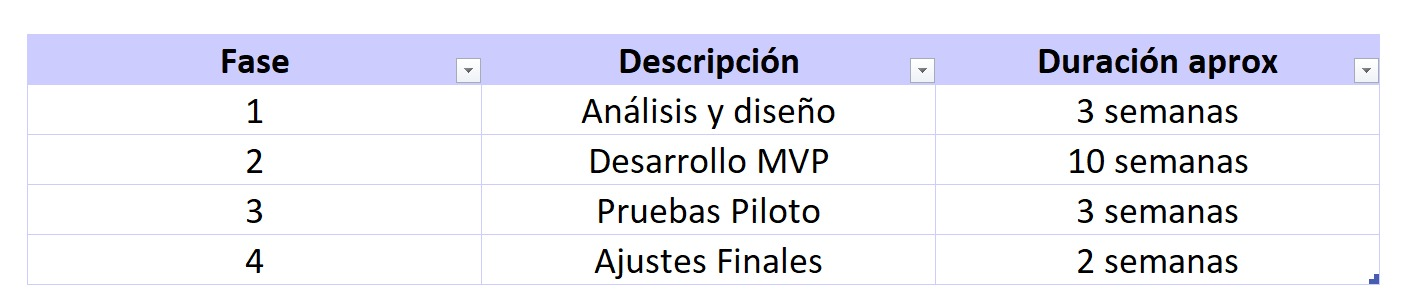 Fase Descripción Duración aprox
1 Análisis y diseño 3 semanas
2 Desarrollo MVP 10 semanas
3 Pruebas Piloto 3 semanas
4 Ajustes Finales 2 semanas